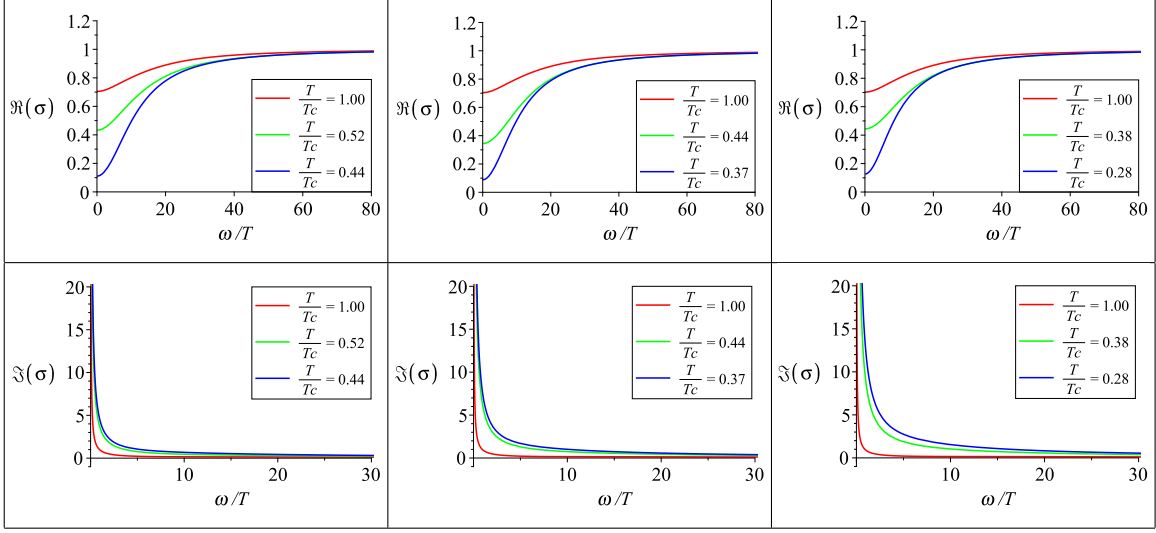 1.2
1
0.8
ℜ(σ) 0.6
0.4
0.2
0
0 20 40 60 80
ω/T
T/Tc = 1.00
T/Tc = 0.52
T/Tc = 0.44
1.2
1
0.8
ℜ(σ) 0.6
0.4
0.2
0
0 20 40 60 80
ω/T
T/Tc = 1.00
T/Tc = 0.44
T/Tc = 0.37
1.2
1
0.8
ℜ(σ) 0.6
0.4
0.2
0
0 20 40 60 80
ω/T
T/Tc = 1.00
T/Tc = 0.38
T/Tc = 0.28
20
15
ℑ(σ) 10
5
0
10 20 30
ω/T
T/Tc = 1.00
T/Tc = 0.52
T/Tc = 0.44
20
15
ℑ(σ) 10
5
0
10 20 30
ω/T
T/Tc = 1.00
T/Tc = 0.44
T/Tc = 0.37
20
15
ℑ(σ) 10
5
0
10 20 30
ω/T
T/Tc = 1.00
T/Tc = 0.38
T/Tc = 0.28